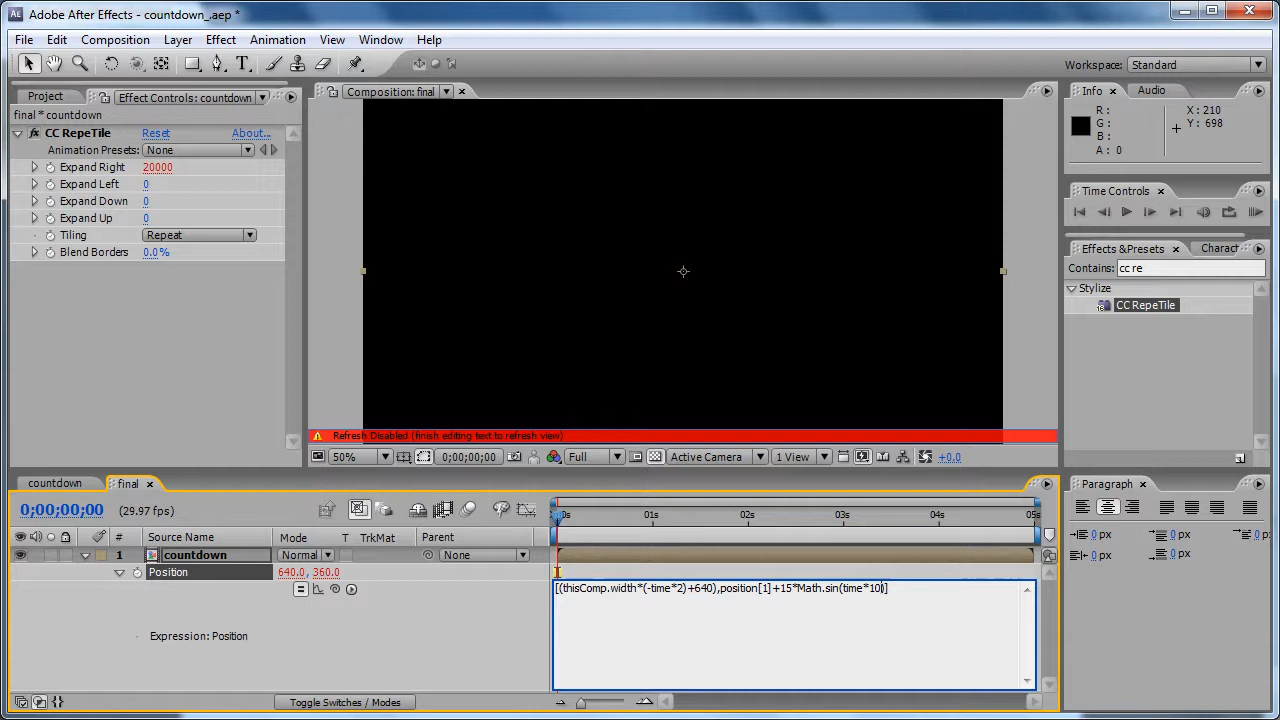 Adobe After Effects - countdown_.aep *
File Edit Composition Layer Effect Animation View Window Help
Workspace: Standard
Project
Effect Controls: countdown
final * countdown
CC RepeTile Reset About...
Animation Presets: None
Expand Right 20000
Expand Left 0
Expand Down 0
Expand Up 0
Tiling Repeat
Blend Borders 0.0%
Composition: final
Refresh Disabled (finish editing text to refresh view)
50% 0;00;00;00 Full Active Camera 1 View +0.0
Info Audio
R: X: 210
G: Y: 698
B:
A: 0
Time Controls
Effects & Presets Charact
Contains: cc re
Stylize
CC RepeTile
countdown final
0;00;00;00 (29.97 fps)
0s 01s 02s 03s 04s 05s
# Source Name Mode T TrkMat Parent
1 countdown Normal None
Position 640.0, 360.0
[(thisComp.width*(-time*2)+640),position[1]+15*Math.sin(time*10)]
Expression: Position
Toggle Switches / Modes
Paragraph
0 px 0 px 0 px
0 px 0 px